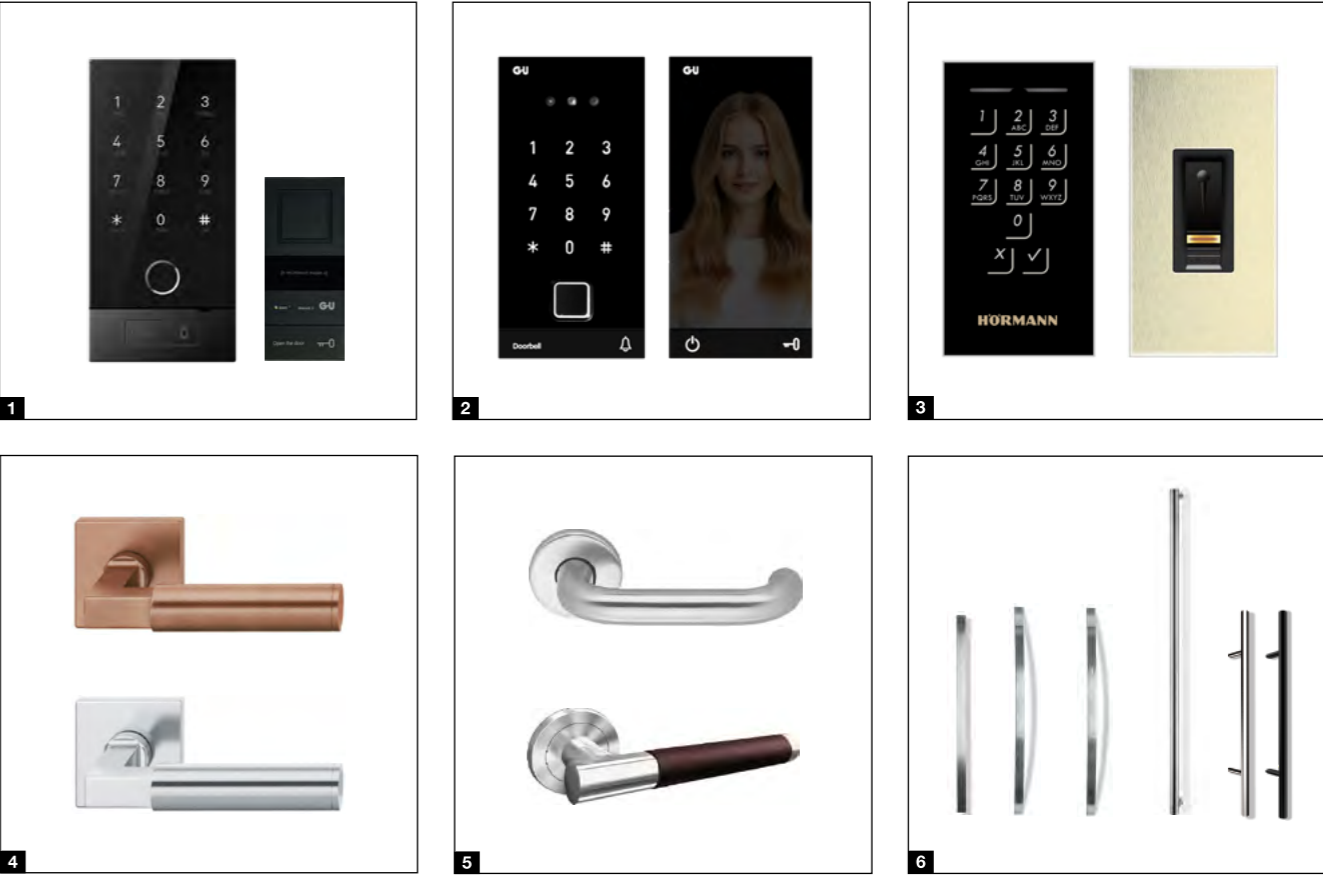 1 2 3
4 5 6
7 8 9
* 0 #
G-U
Open the door
1
G-U
1 2 3
4 5 6
7 8 9
* 0 #
Doorbell
G-U
2
1 2 ABC 3 DEF
4 GHI 5 JKL 6 MNO
7 PQRS 8 TUV 9 WXYZ
0
X ✓
HÖRMANN
3
4
5
6